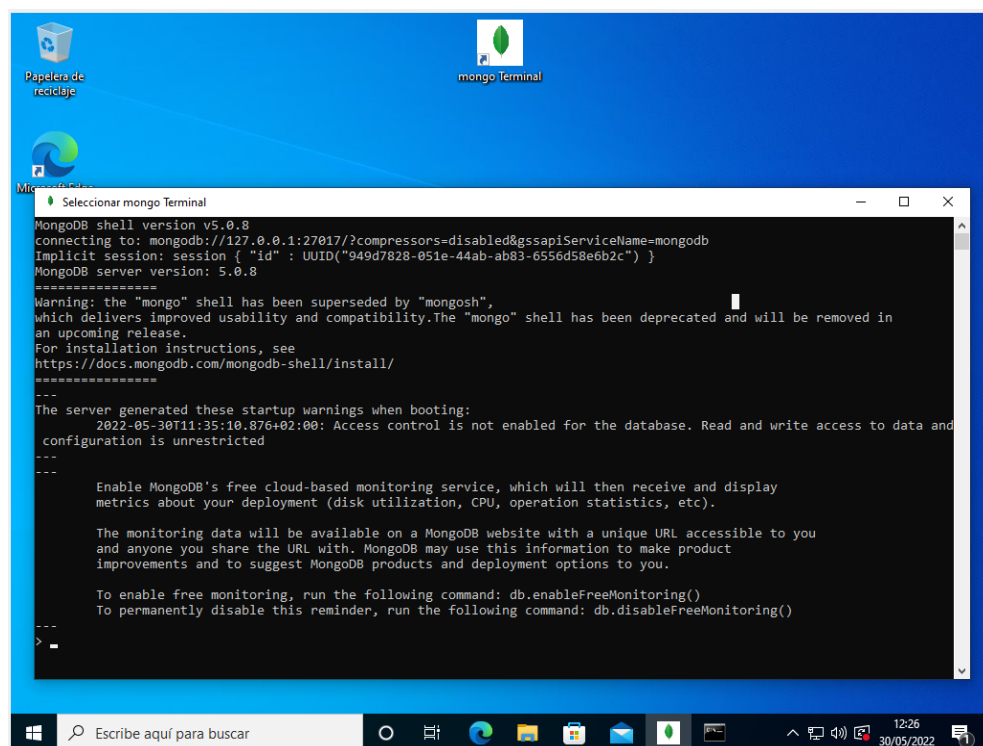 Papelera de
reciclaje
mongo Terminal
Seleccionar mongo Terminal
MongoDB shell version v5.0.8
connecting to: mongodb://127.0.0.1:27017/?compressors=disabled&gssapiServiceName=mongodb
Implicit session: session { "id" : UUID("949d7828-051e-44ab-ab83-6556d58e6b2c") }
MongoDB server version: 5.0.8
================
Warning: the "mongo" shell has been superseded by "mongosh",
which delivers improved usability and compatibility.The "mongo" shell has been deprecated and will be removed in
an upcoming release.
For installation instructions, see
https://docs.mongodb.com/mongodb-shell/install/
================
---
The server generated these startup warnings when booting:
2022-05-30T11:35:10.876+02:00: Access control is not enabled for the database. Read and write access to data and
configuration is unrestricted
---
---
Enable MongoDB's free cloud-based monitoring service, which will then receive and display
metrics about your deployment (disk utilization, CPU, operation statistics, etc).
The monitoring data will be available on a MongoDB website with a unique URL accessible to you
and anyone you share the URL with. MongoDB may use this information to make product
improvements and to suggest MongoDB products and deployment options to you.
To enable free monitoring, run the following command: db.enableFreeMonitoring()
To permanently disable this reminder, run the following command: db.disableFreeMonitoring()
---
>
Escribe aquí para buscar
12:26
30/05/2022
1